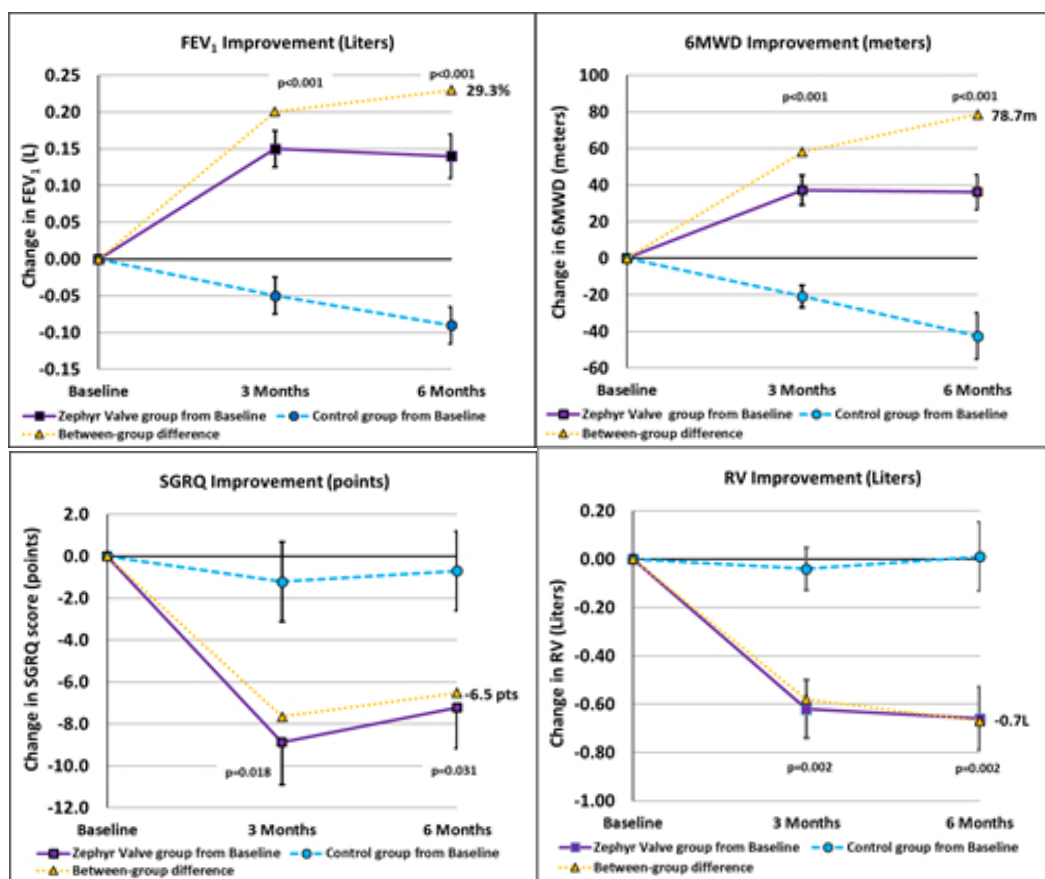 FEV₁ Improvement (Liters)
0.25
0.20
0.15
0.10
0.05
0.00
-0.05
-0.10
-0.15
Change in FEV₁ (L)
p<0.001
p<0.001
29.3%
Baseline
3 Months
6 Months
Zephyr Valve group from Baseline
Control group from Baseline
Between-group difference
6MWD Improvement (meters)
100
80
60
40
20
0
-20
-40
-60
Change in 6MWD (meters)
p<0.001
p<0.001
78.7m
Baseline
3 Months
6 Months
Zephyr Valve group from Baseline
Control group from Baseline
Between-group difference
SGRQ Improvement (points)
2.0
0.0
-2.0
-4.0
-6.0
-8.0
-10.0
-12.0
Change in SGRQ score (points)
-6.5 pts
p=0.018
p=0.031
Baseline
3 Months
6 Months
Zephyr Valve group from Baseline
Control group from Baseline
Between-group difference
RV Improvement (Liters)
0.20
0.00
-0.20
-0.40
-0.60
-0.80
-1.00
Change in RV (Liters)
-0.7L
p=0.002
p=0.002
Baseline
3 Months
6 Months
Zephyr Valve group from Baseline
Control group from Baseline
Between-group difference